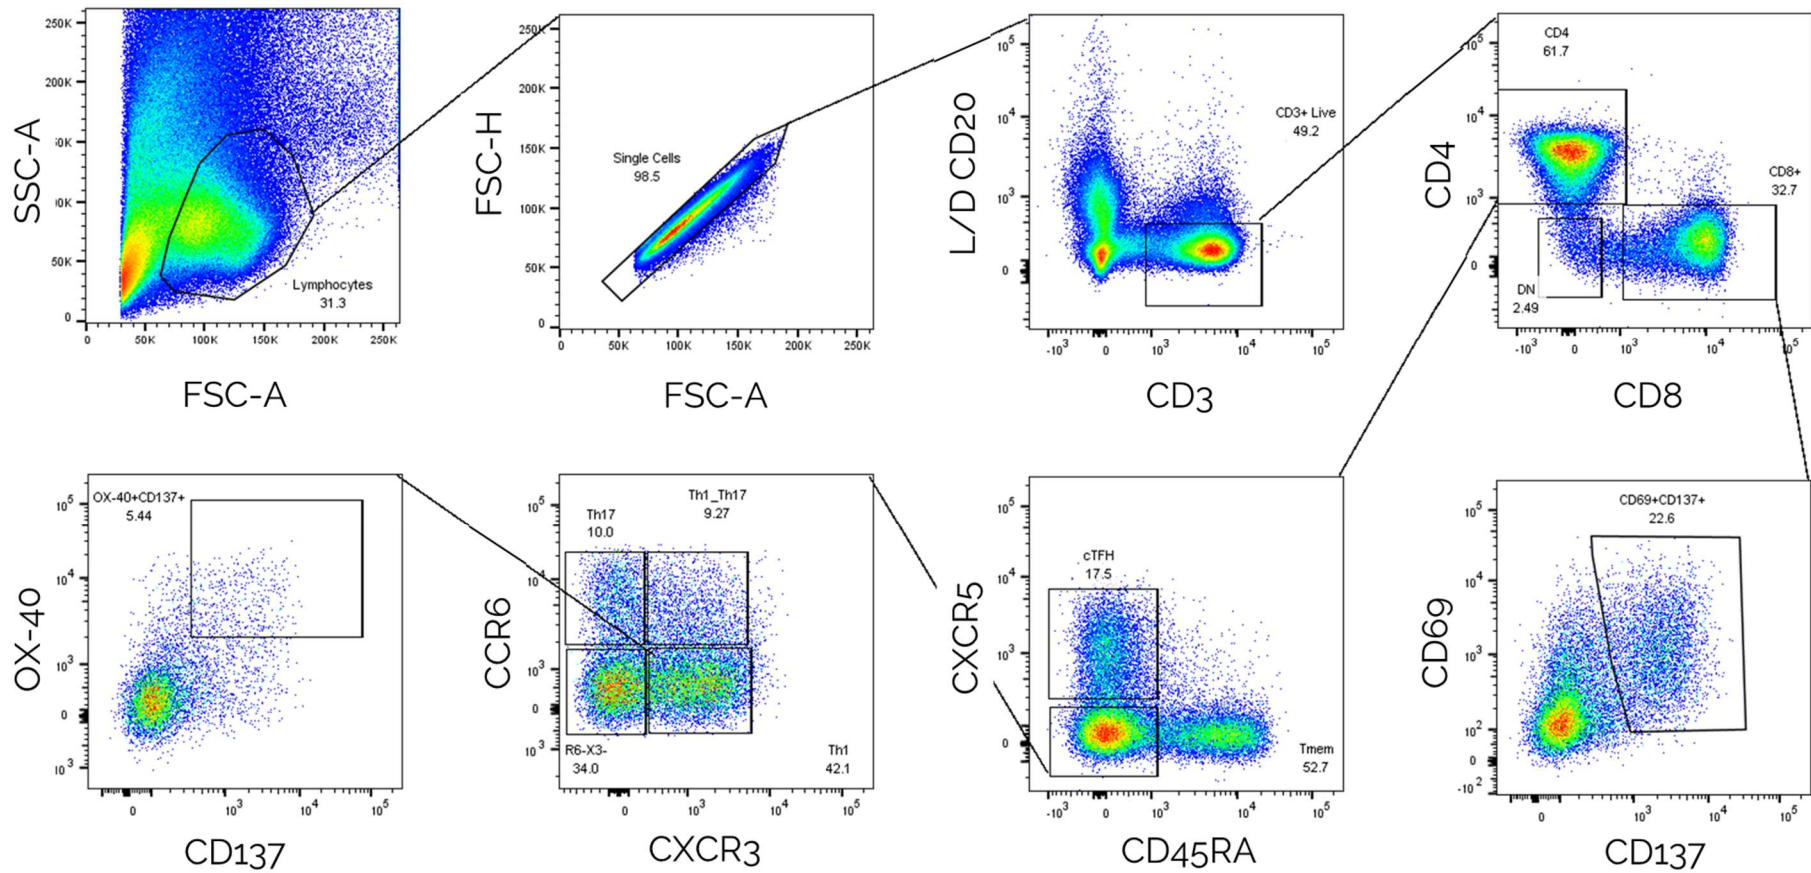 250K
200K
50K
100K
50K
0
SSC-A
Lymphocytes
31.3
0 50K 100K 150K 200K 250K
FSC-A
250K
200K
150K
100K
50K
0
FSC-H
Single Cells
98.5
0 50K 100K 150K 200K 250K
FSC-A
10^5
10^4
10^3
0
L/D CD20
CD3+ Live
49.2
-10^3 0 10^3 10^4 10^5
CD3
10^5
10^4
10^3
0
CD4
CD4
61.7
CD8+
32.7
DN
2.49
-10^3 0 10^3 10^4 10^5
CD8
10^5
10^4
10^3
0
10^3
OX-40
OX-40+CD137+
5.44
0 10^3 10^4 10^5
CD137
10^5
10^4
10^3
0
10^3
CCR6
Th17
10.0
Th1_Th17
9.27
R6-X3-
34.0
Th1
42.1
0 10^3 10^4 10^5
CXCR3
10^5
10^4
10^3
0
CXCR5
cTFH
17.5
Tmem
52.7
-10^3 0 10^3 10^4 10^5
CD45RA
10^5
10^4
10^3
10^2
0
-10^2
CD69
CD69+CD137+
22.6
0 10^3 10^4 10^5
CD137